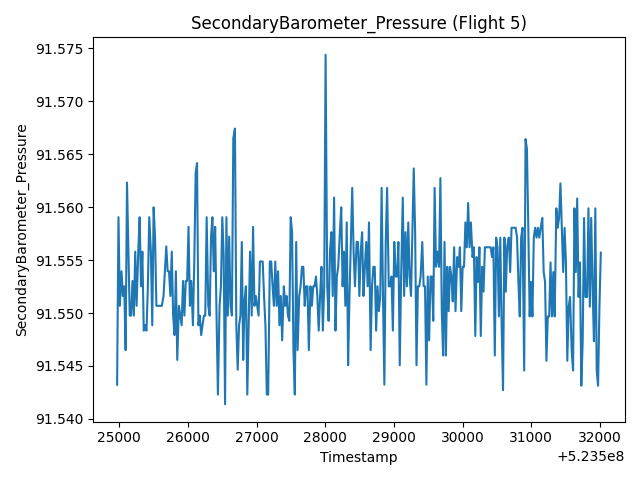 SecondaryBarometer_Pressure (Flight 5)
SecondaryBarometer_Pressure
91.575
91.570
91.565
91.560
91.555
91.550
91.545
91.540
25000 26000 27000 28000 29000 30000 31000 32000
+5.235e8
Timestamp